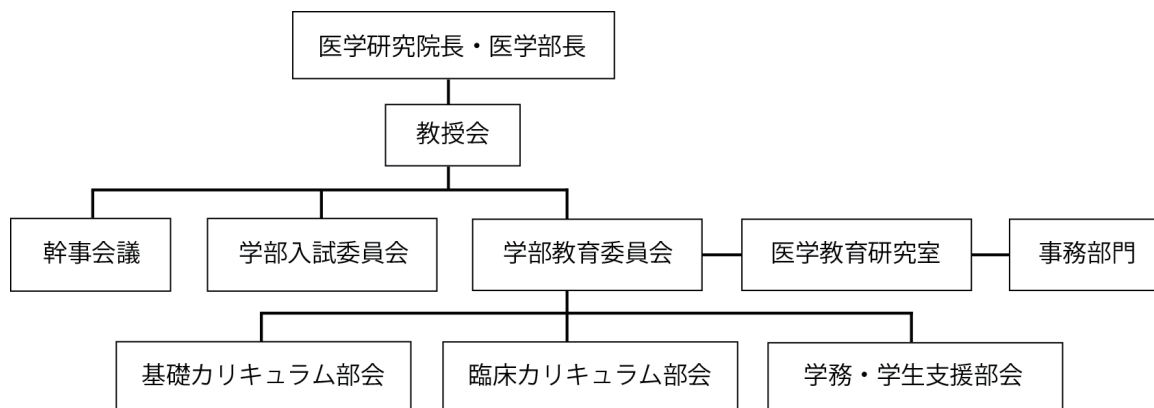 医学研究院長・医学部長
教授会
幹事会議
学部入試委員会
学部教育委員会
医学教育研究室
事務部門
基礎カリキュラム部会
臨床カリキュラム部会
学務・学生支援部会